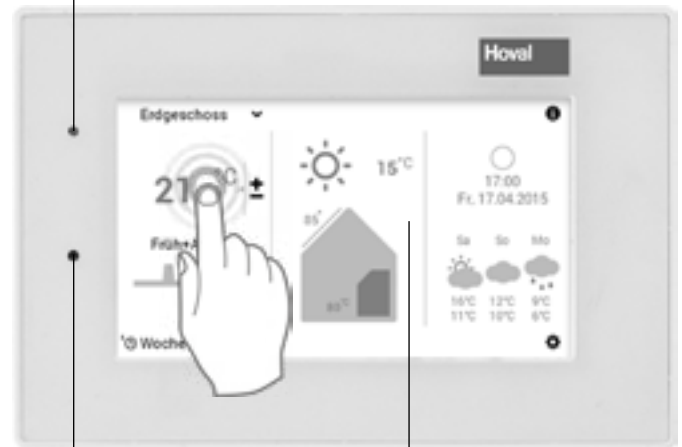 Hoval
Erdgeschoss
21 °C ±
Früh+A
Woche
15°C
17:00
Fr. 17.04.2015
Sa So Mo
16°C 12°C 9°C
11°C 10°C 6°C